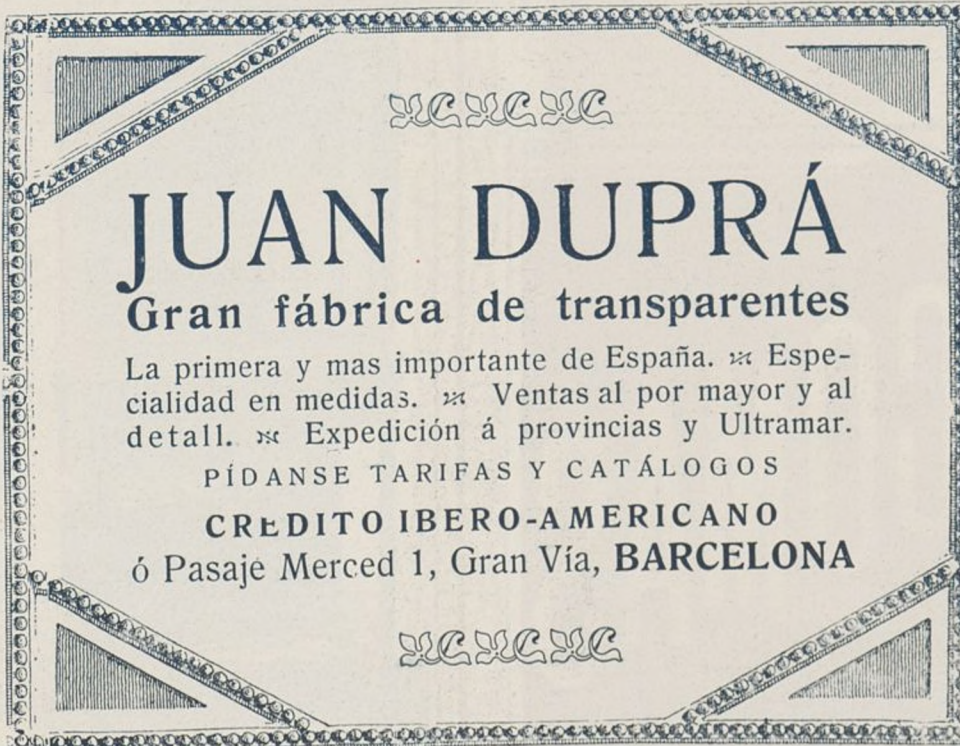 JUAN DUPRÁ
Gran fábrica de transparentes
La primera y mas importante de España. Espe-
cialidad en medidas. Ventas al por mayor y al
detall. Expedición á provincias y Ultramar.
PÍDANSE TARIFAS Y CATÁLOGOS
CREDITO IBERO-AMERICANO
ó Pasaje Merced 1, Gran Vía, BARCELONA